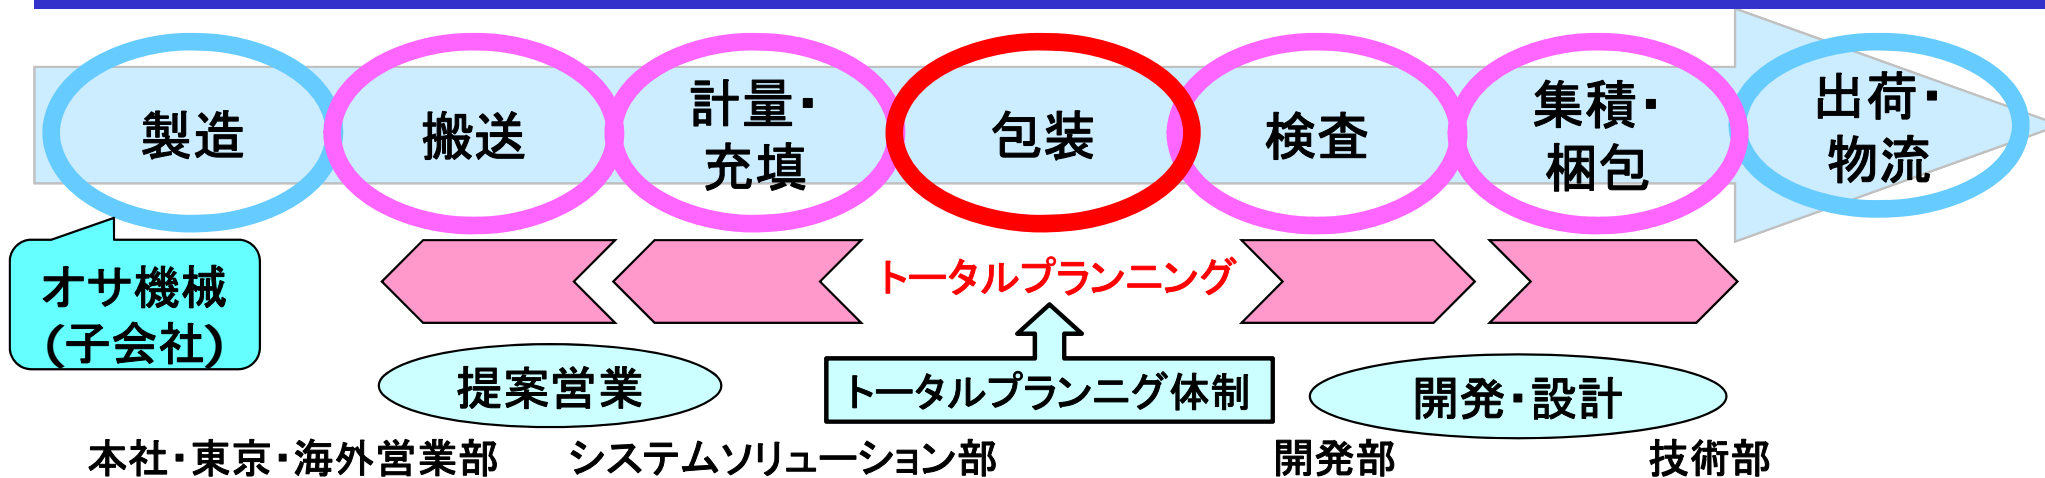 製造
搬送
計量・
充填
包装
検査
集積・
梱包
出荷・
物流
オサ機械
(子会社)
トータルプランンニング
提案営業
トータルプランニグ体制
開発・設計
本社・東京・海外営業部
システムソリューション部
開発部
技術部